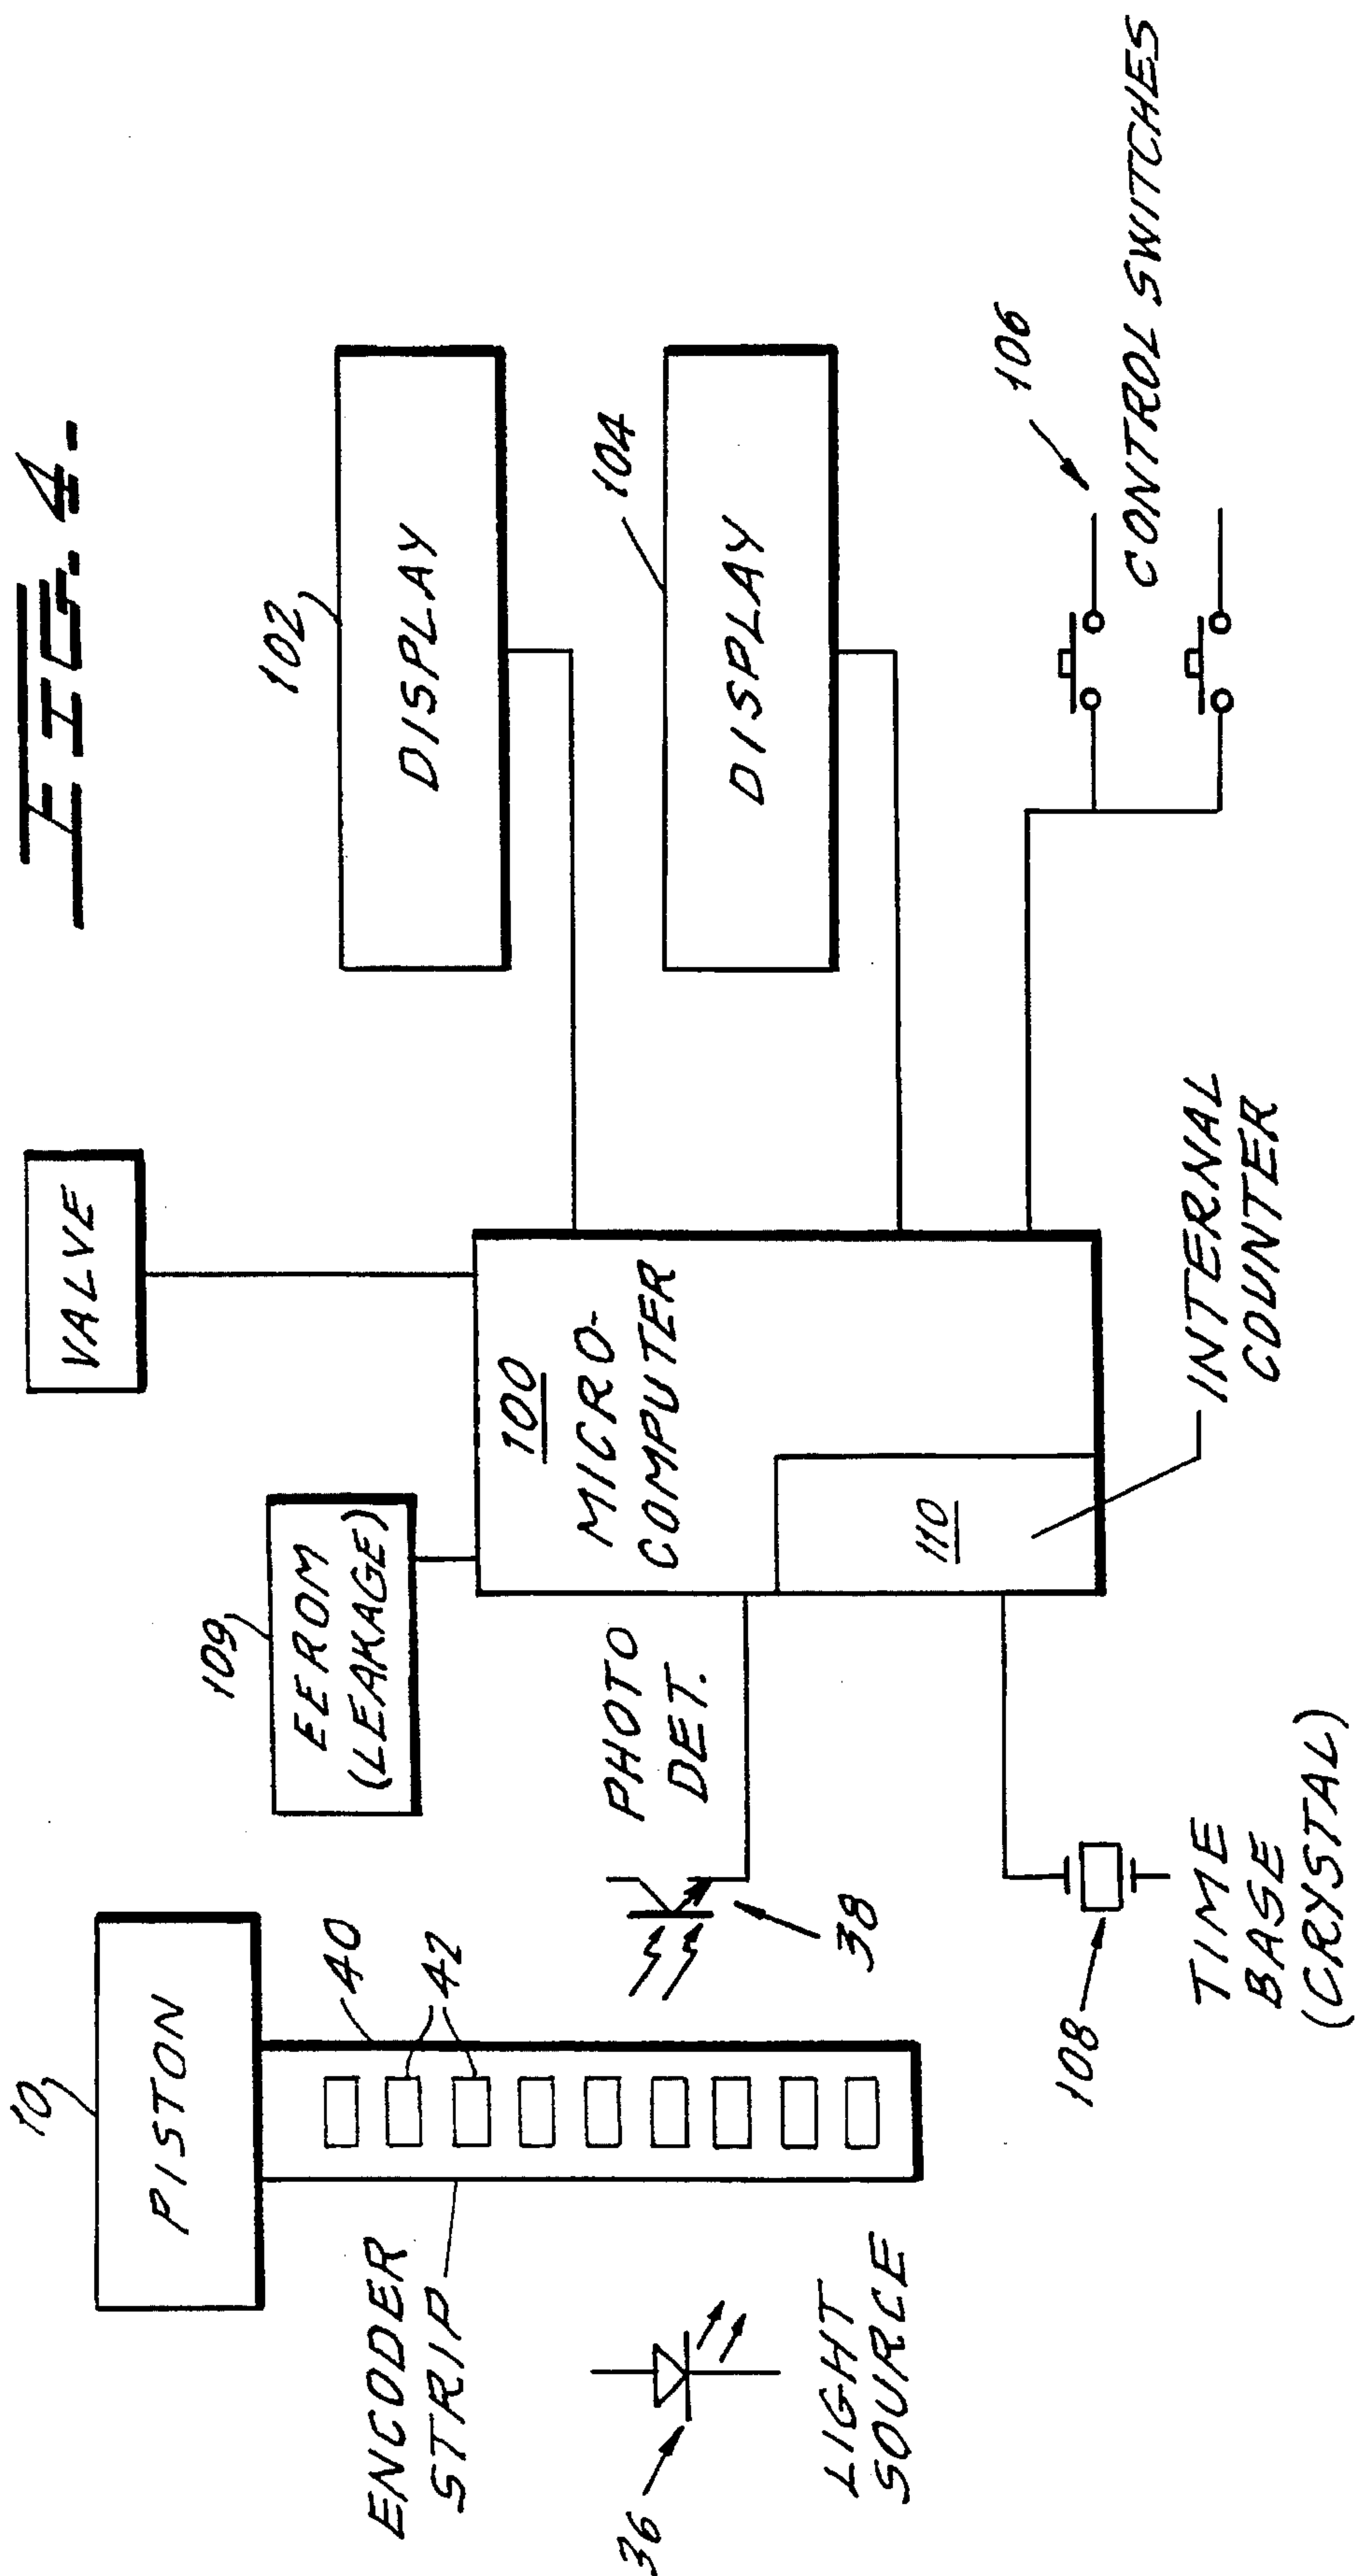 FIG. 4.
10
PISTON
ENCODER
STRIP
40
42
36
LIGHT
SOURCE
38
PHOTO
DET.
109
EEROM
(LEAKAGE)
VALVE
100
MICRO-
COMPUTER
110
INTERNAL
COUNTER
108
TIME
BASE
(CRYSTAL)
102
DISPLAY
104
DISPLAY
106
CONTROL SWITCHES